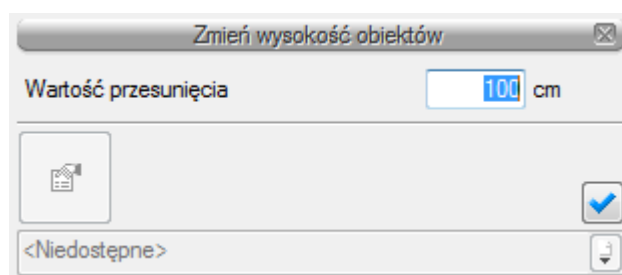 Zmień wysokość obiektów
Wartość przesunięcia 100 cm
<Niedostępne>